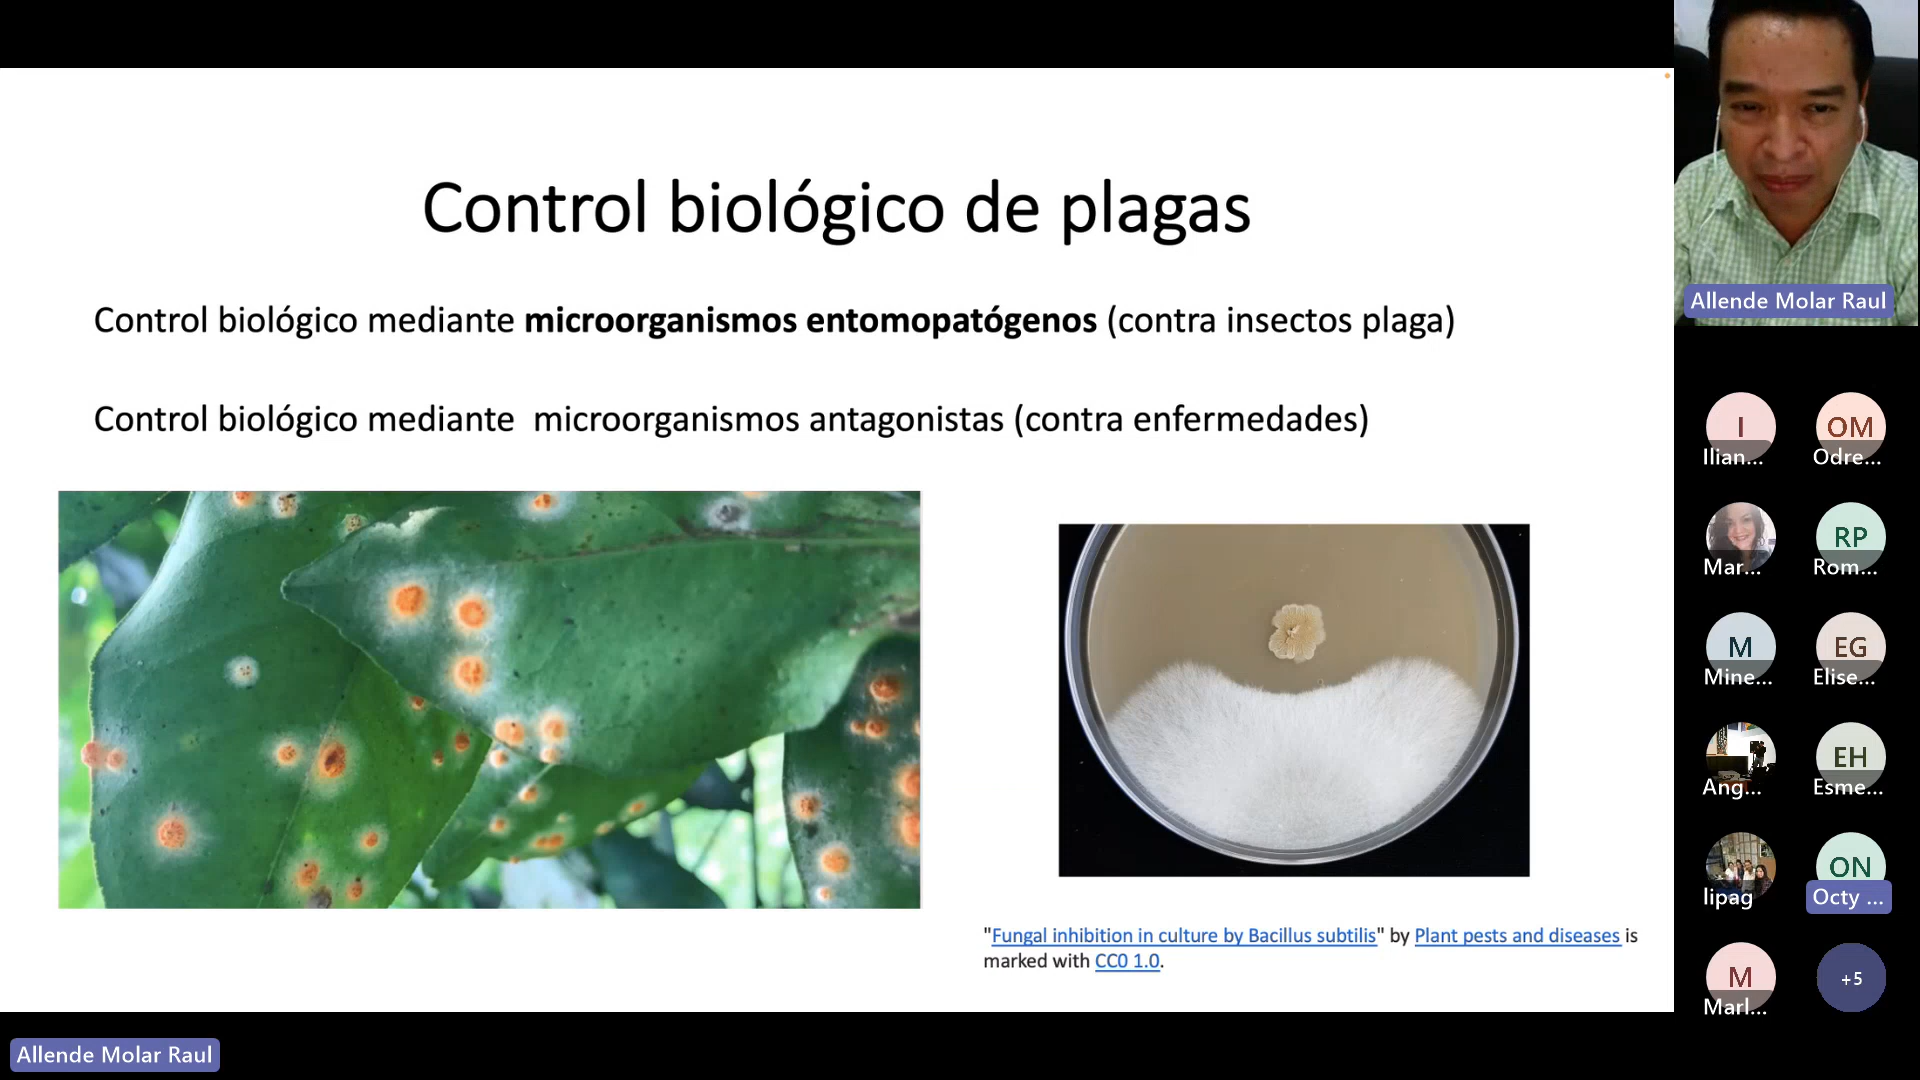 Control biológico de plagas
Control biológico mediante microorganismos entomopatógenos (contra insectos plaga)
Control biológico mediante microorganismos antagonistas (contra enfermedades)
"Fungal inhibition in culture by Bacillus subtilis" by Plant pests and diseases is
marked with CC0 1.0.
Allende Molar Raul
I
Ilian...
OM
Odre...
Mar...
RP
Rom...
M
Mine...
EG
Elise...
Ang...
EH
Esme...
lipag
ON
Octy ...
M
Marl...
+5
Allende Molar Raul